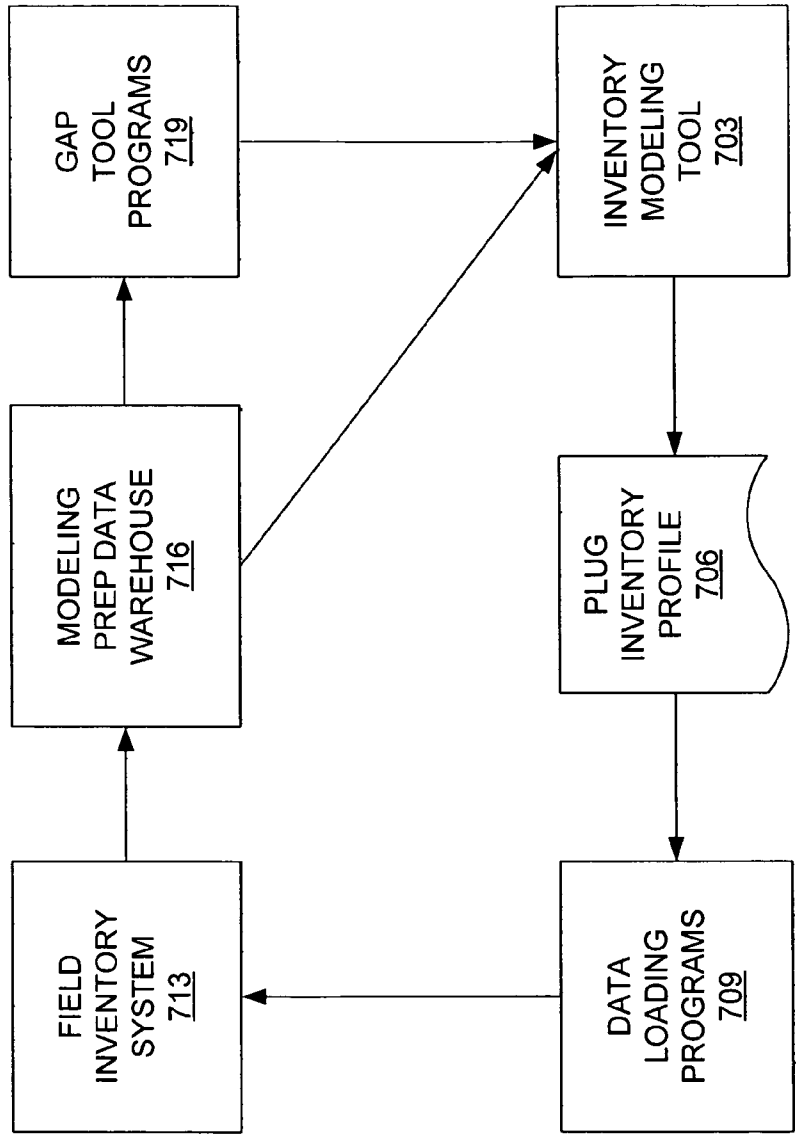 FIELD
INVENTORY
SYSTEM
713
MODELING
PREP DATA
WAREHOUSE
716
GAP
TOOL
PROGRAMS
719
DATA
LOADING
PROGRAMS
709
PLUG
INVENTORY
PROFILE
706
INVENTORY
MODELING
TOOL
703